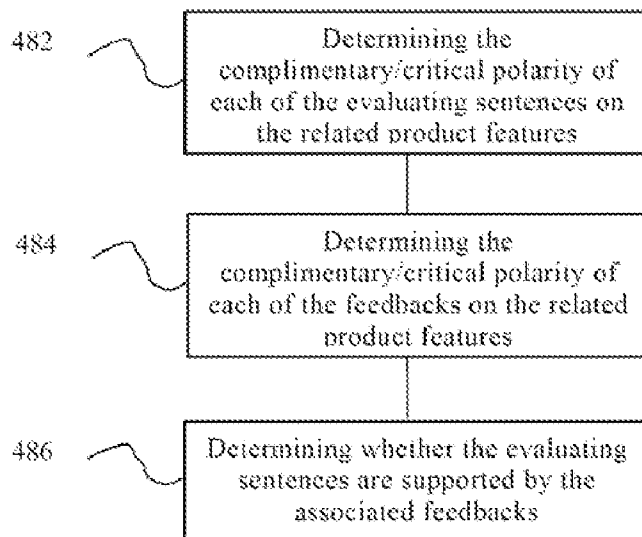 482
Determining the
complimentary/critical polarity of
each of the evaluating sentences on
the related product features
484
Determining the
complimentary/critical polarity of
each of the feedbacks on the related
product features
486
Determining whether the evaluating
sentences are supported by the
associated feedbacks